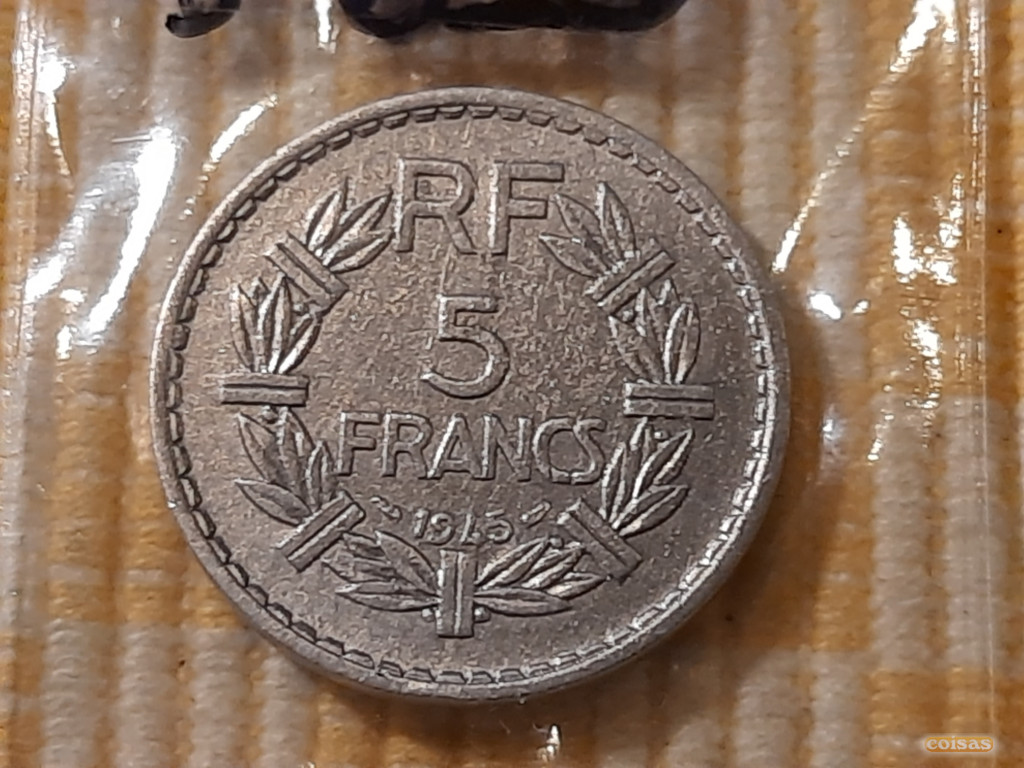 RF
5
FRANCS
1945
coisas